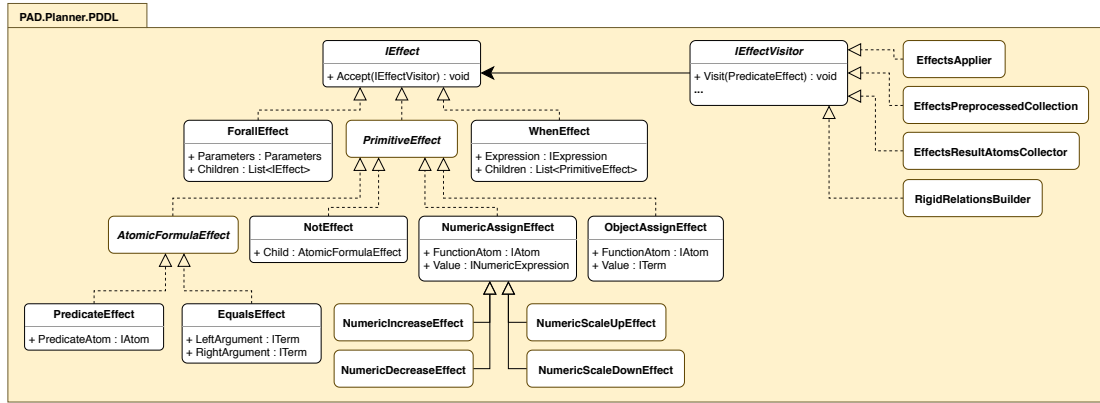 PAD.Planner.PDDL
IEffect
+ Accept(IEffectVisitor) : void
IEffectVisitor
+ Visit(PredicateEffect) : void
...
EffectsApplier
EffectsPreprocessedCollection
EffectsResultAtomsCollector
RigidRelationsBuilder
ForallEffect
+ Parameters : Parameters
+ Children : List<IEffect>
PrimitiveEffect
WhenEffect
+ Expression : IExpression
+ Children : List<PrimitiveEffect>
AtomicFormulaEffect
NotEffect
+ Child : AtomicFormulaEffect
NumericAssignEffect
+ FunctionAtom : IAtom
+ Value : INumericExpression
ObjectAssignEffect
+ FunctionAtom : IAtom
+ Value : ITerm
PredicateEffect
+ PredicateAtom : IAtom
EqualsEffect
+ LeftArgument : ITerm
+ RightArgument : ITerm
NumericIncreaseEffect
NumericScaleUpEffect
NumericDecreaseEffect
NumericScaleDownEffect